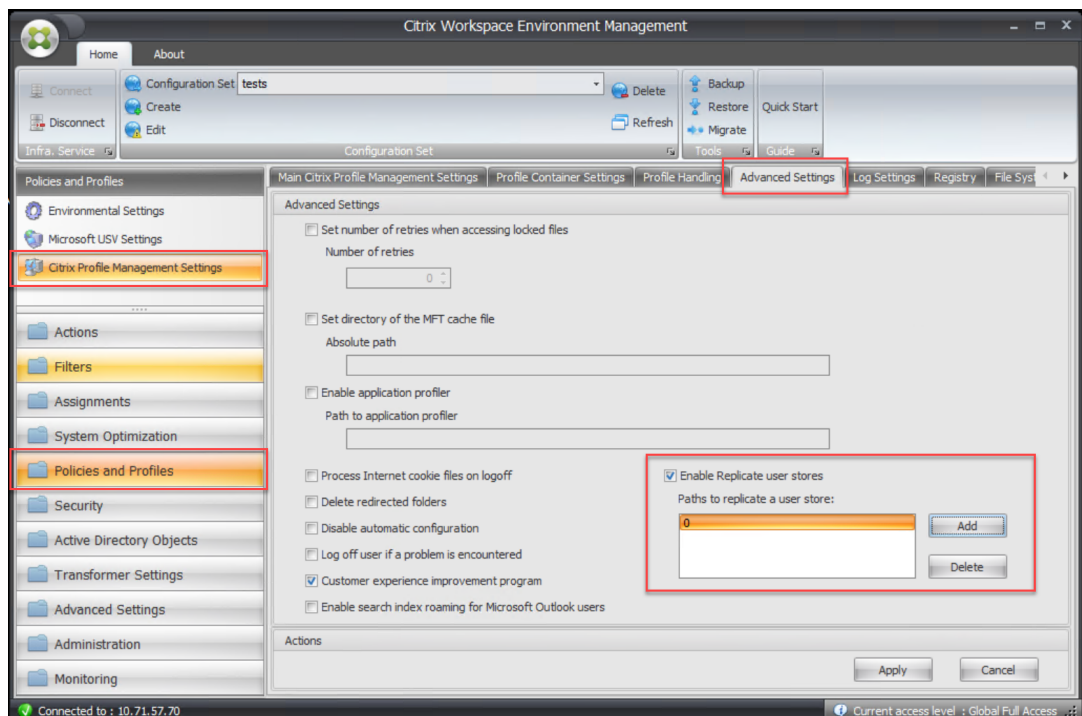 Citrix Workspace Environment Management
Home About
Connect
Disconnect
Infra. Service
Configuration Set tests
Create
Edit
Delete
Refresh
Configuration Set
Backup
Restore
Migrate
Tools
Quick Start
Guide
Policies and Profiles
Environmental Settings
Microsoft USV Settings
Citrix Profile Management Settings
Actions
Filters
Assignments
System Optimization
Policies and Profiles
Security
Active Directory Objects
Transformer Settings
Advanced Settings
Administration
Monitoring
Main Citrix Profile Management Settings Profile Container Settings Profile Handling Advanced Settings Log Settings Registry File Syst
Advanced Settings
Set number of retries when accessing locked files
Number of retries
0
Set directory of the MFT cache file
Absolute path
Enable application profiler
Path to application profiler
Process Internet cookie files on logoff
Delete redirected folders
Disable automatic configuration
Log off user if a problem is encountered
Customer experience improvement program
Enable search index roaming for Microsoft Outlook users
Enable Replicate user stores
Paths to replicate a user store:
0
Add
Delete
Actions
Apply Cancel
Connected to : 10.71.57.70
Current access level : Global Full Access